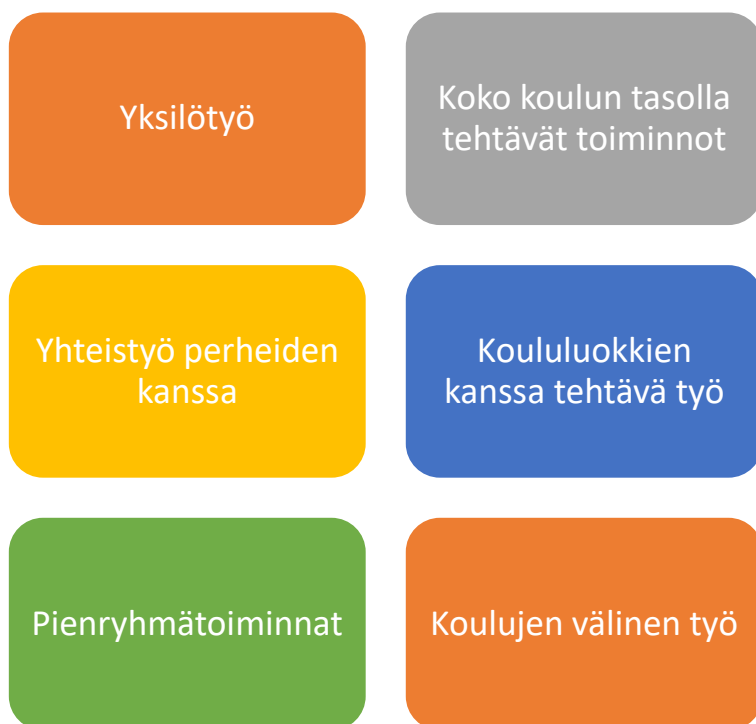 Yksilötyö
Koko koulun tasolla
tehtävät toiminnot
Yhteistyö perheiden
kanssa
Koululuokkien
kanssa tehtävä työ
Pienryhmätoiminnat
Koulujen välinen työ